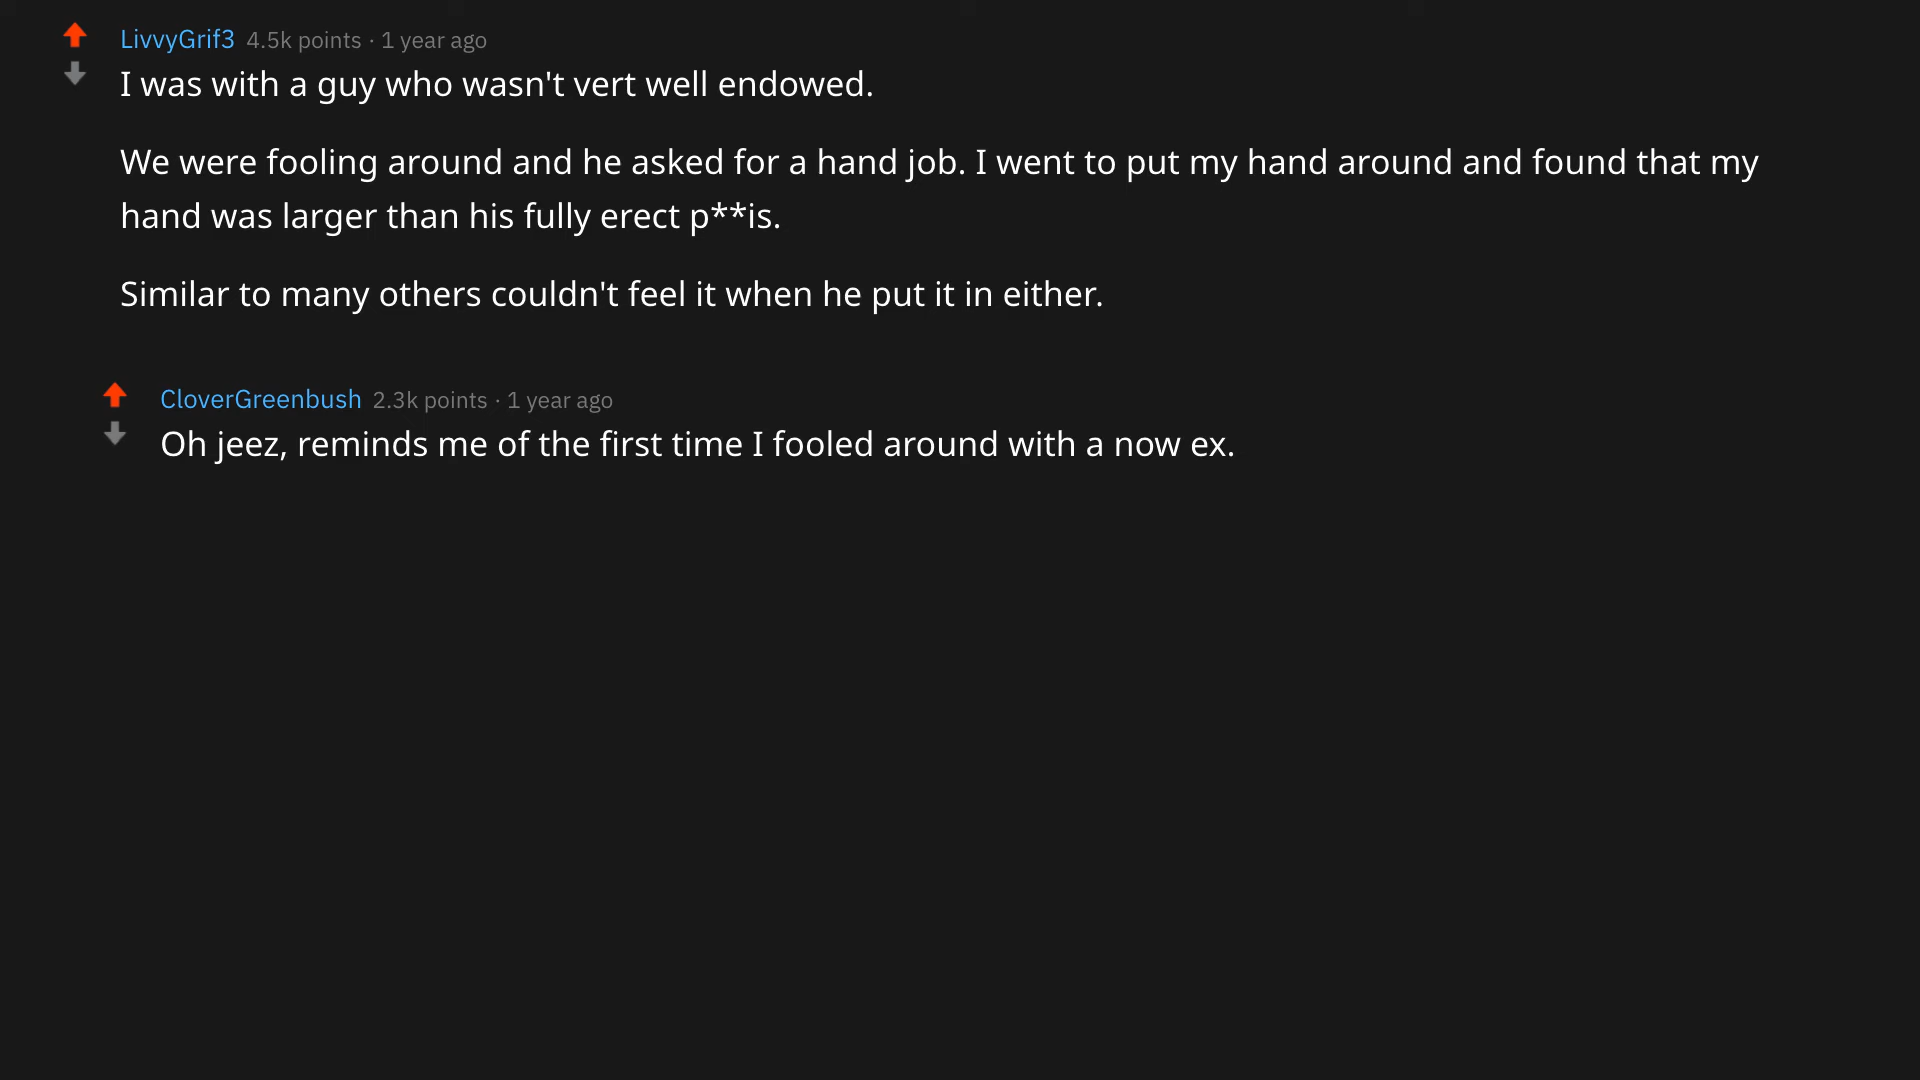 LivvyGrif3 4.5k points · 1 year ago
I was with a guy who wasn't vert well endowed.
We were fooling around and he asked for a hand job. I went to put my hand around and found that my
hand was larger than his fully erect p**is.
Similar to many others couldn't feel it when he put it in either.
CloverGreenbush 2.3k points · 1 year ago
Oh jeez, reminds me of the first time I fooled around with a now ex.